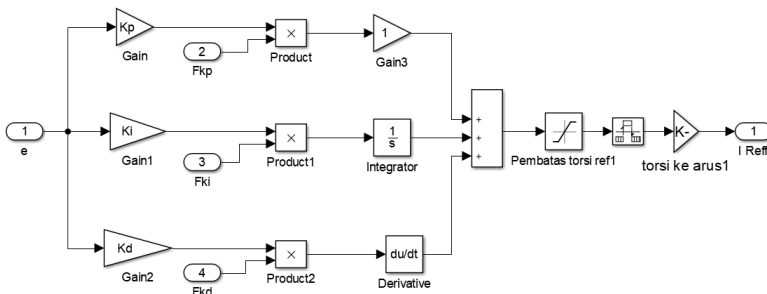 Kp
Gain
2
Fkp
×
Product
1
Gain3
1
e
Ki
Gain1
3
Fki
×
Product1
1
s
Integrator
+
+
+
Pembatas torsi ref1
K-
torsi ke arus1
1
I Reff
Kd
Gain2
4
Fkd
×
Product2
du/dt
Derivative